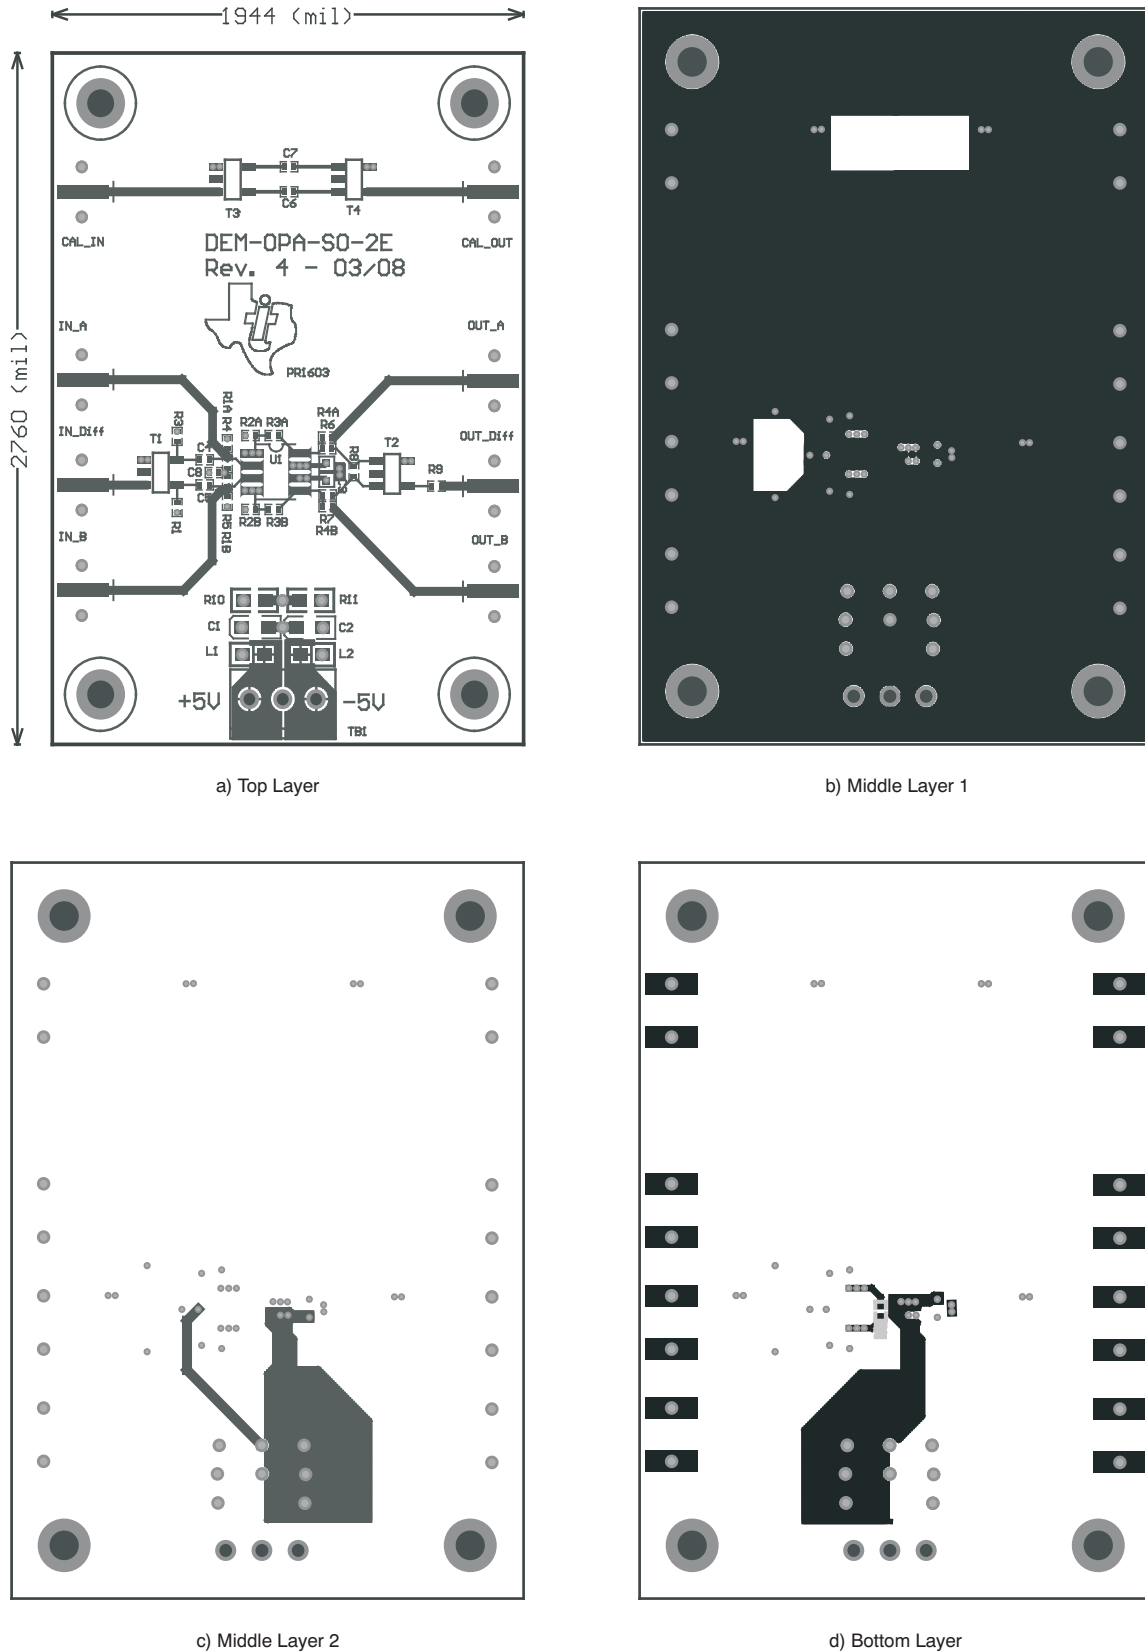 1944 (mil)
2760 (mil)
C7
C6
T3
T4
CAL_IN
CAL_OUT
DEM-OPA-SO-2E
Rev. 4 - 03/08
IN_A
OUT_A
PR1603
R1A
R4
R2A
R3A
R4A
R6
R3
IN_Diff
OUT_Diff
T1
C4
U1
R8
T2
C8
R9
R1
R5
R1B
R2B
R3B
R7
R4B
IN_B
OUT_B
R10
R11
C1
C2
L1
L2
+5V
-5V
TB1
a) Top Layer
b) Middle Layer 1
c) Middle Layer 2
d) Bottom Layer